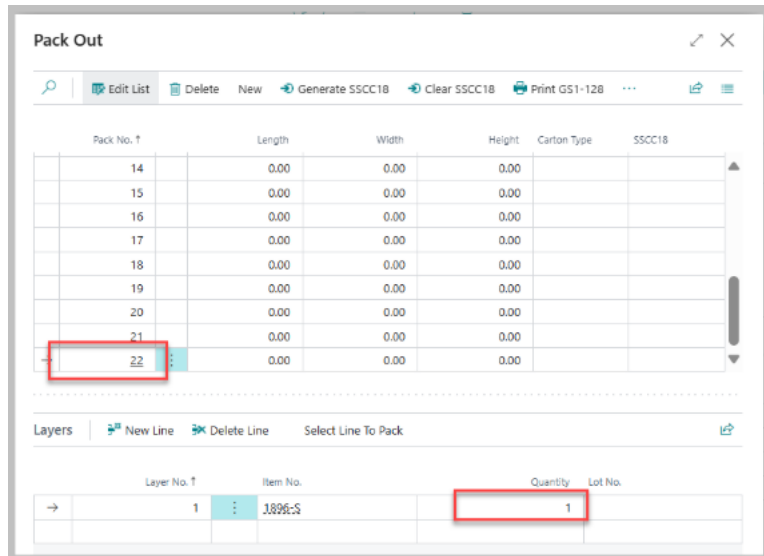 Pack Out
Edit List Delete New Generate SSCC18 Clear SSCC18 Print GS1-128 ...
Pack No. ↑ Length Width Height Carton Type SSCC18
14 0.00 0.00 0.00
15 0.00 0.00 0.00
16 0.00 0.00 0.00
17 0.00 0.00 0.00
18 0.00 0.00 0.00
19 0.00 0.00 0.00
20 0.00 0.00 0.00
21 0.00 0.00 0.00
22 0.00 0.00 0.00
Layers New Line Delete Line Select Line To Pack
Layer No. ↑ Item No. Quantity Lot No.
1 1896-S 1